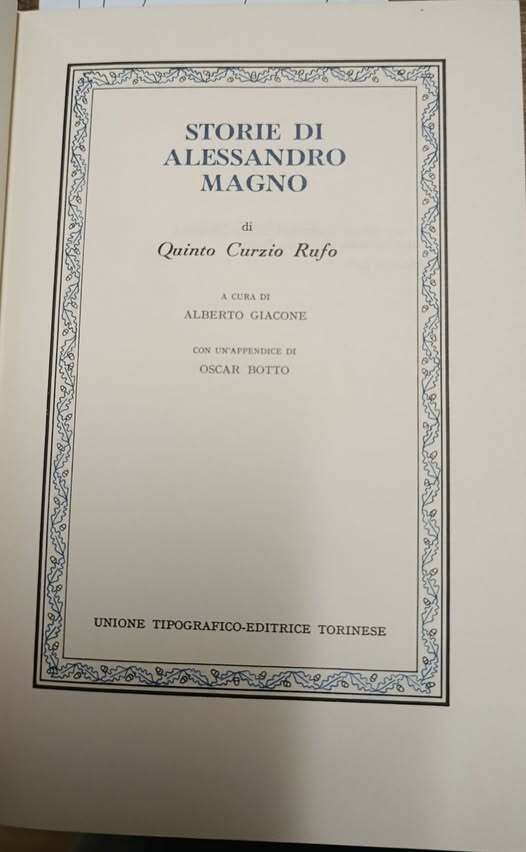 STORIE DI
ALESSANDRO
MAGNO
di
Quinto Curzio Rufo
A CURA DI
ALBERTO GIACONE
CON UN'APPENDICE DI
OSCAR BOTTO
UNIONE TIPOGRAFICO-EDITRICE TORINESE